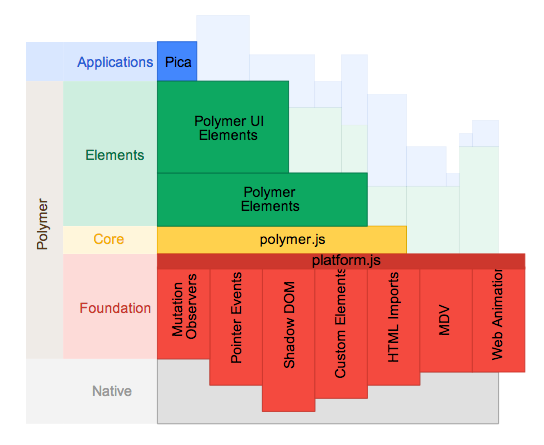 Applications
Pica
Polymer UI
Elements
Elements
Polymer
Elements
Polymer
Core
polymer.js
platform.js
Foundation
Mutation
Observers
Pointer Events
Shadow DOM
Custom Elements
HTML Imports
MDV
Web Animation
Native